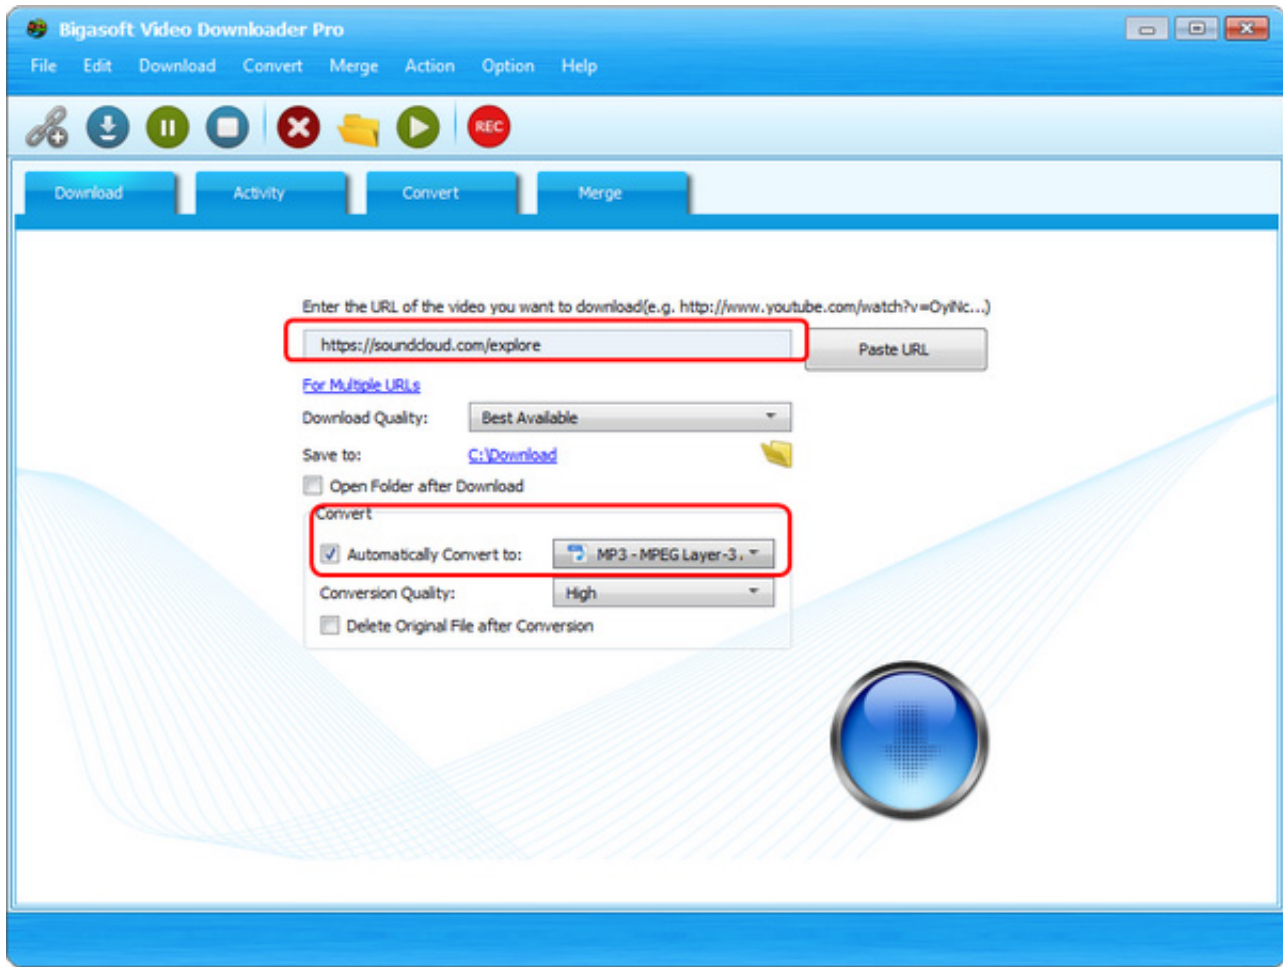 Bigasoft Video Downloader Pro
File Edit Download Convert Merge Action Option Help
REC
Download Activity Convert Merge
Enter the URL of the video you want to download(e.g. http://www.youtube.com/watch?v=OyiNc...)
https://soundcloud.com/explore Paste URL
For Multiple URLs
Download Quality: Best Available
Save to: C:\Download
Open Folder after Download
Convert
Automatically Convert to: MP3 - MPEG Layer-3 .
Conversion Quality: High
Delete Original File after Conversion